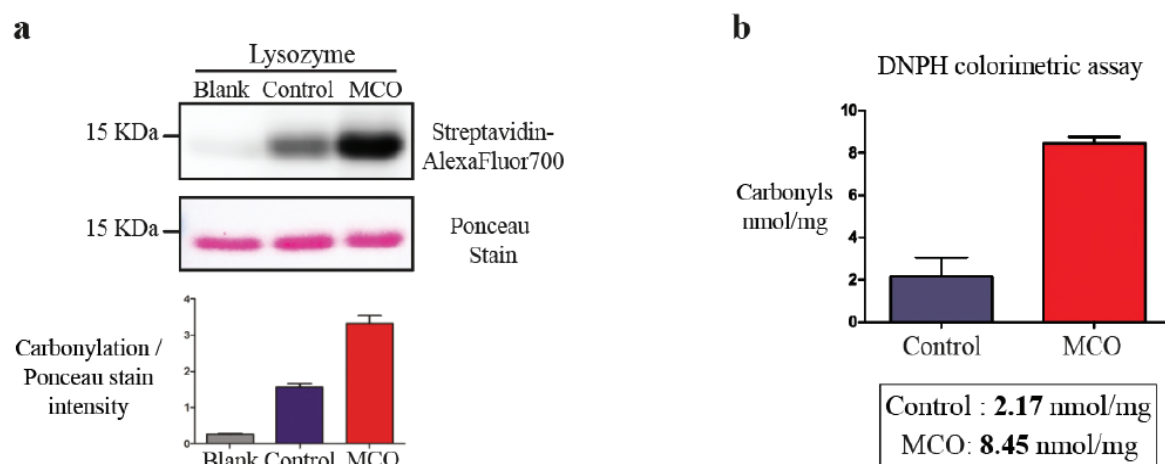 a
Lysozyme
Blank Control MCO
15 KDa
Streptavidin-
AlexaFluor700
15 KDa
Ponceau
Stain
Carbonylation /
Ponceau stain
intensity
4
3
2
1
0
Blank Control MCO
b
DNPH colorimetric assay
Carbonyls
nmol/mg
10
8
6
4
2
0
Control MCO
Control : 2.17 nmol/mg
MCO: 8.45 nmol/mg